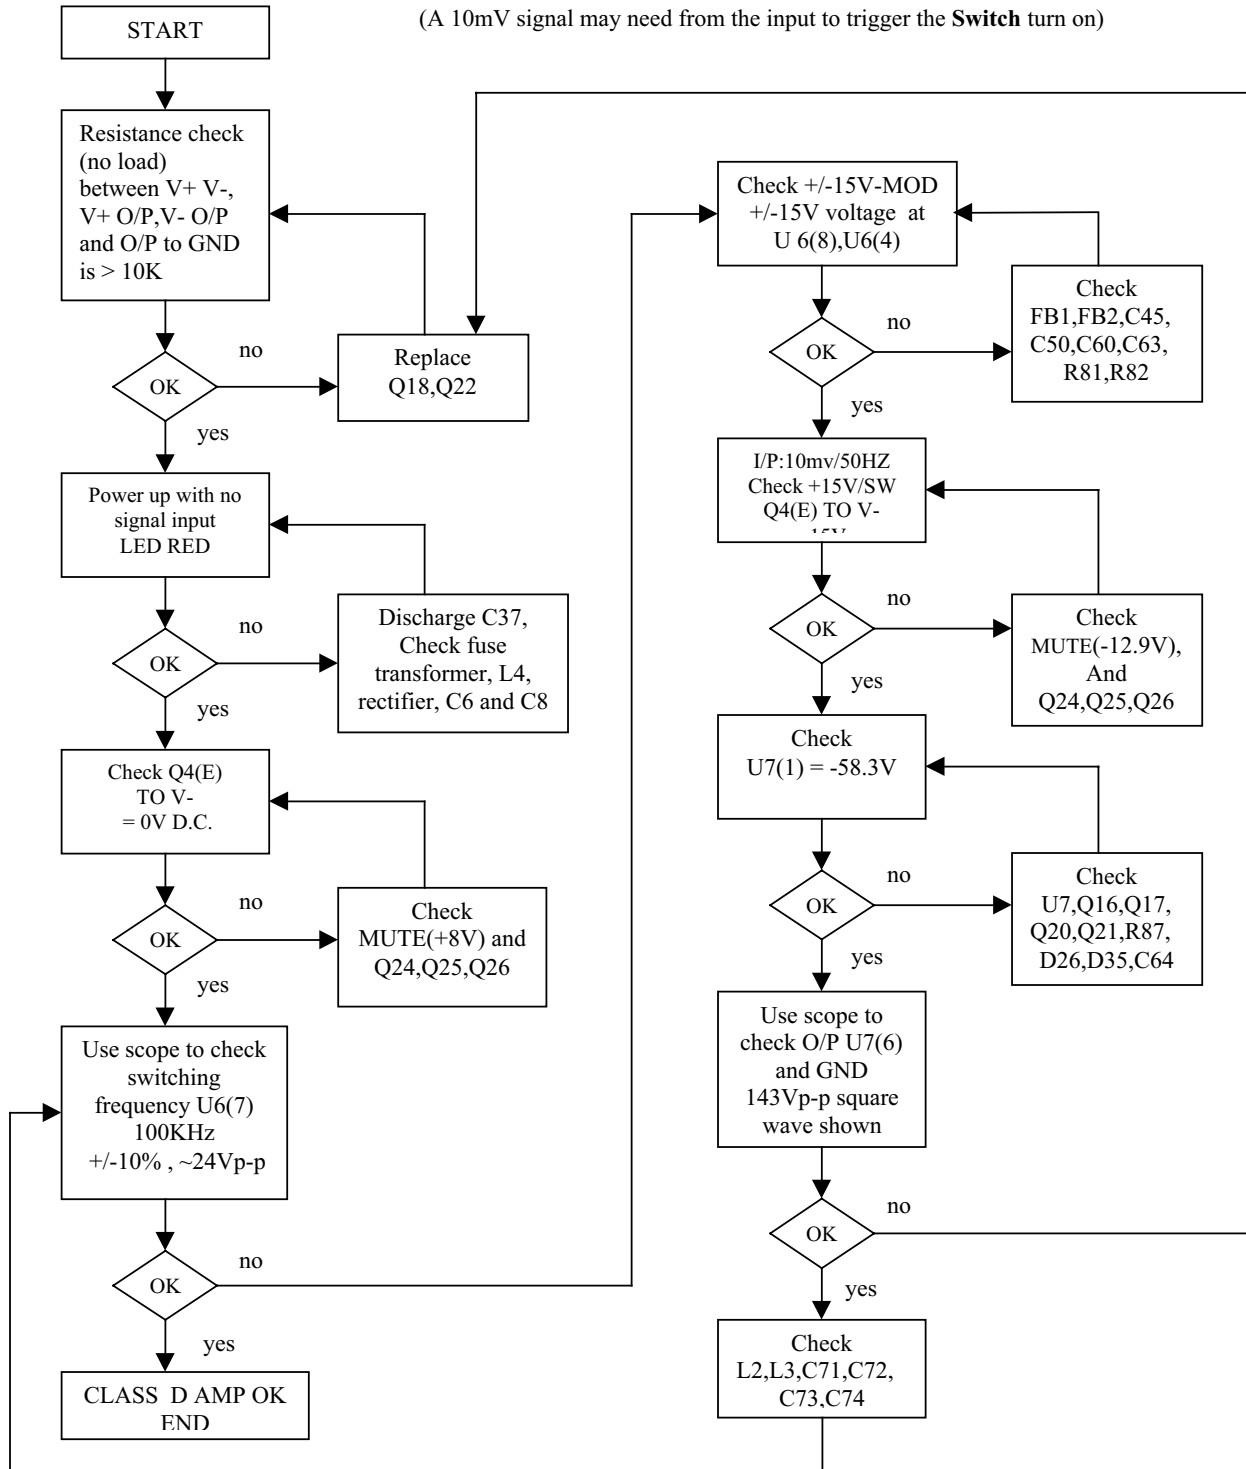 (A 10mV signal may need from the input to trigger the Switch turn on)
START
Resistance check
(no load)
between V+ V-,
V+ O/P,V- O/P
and O/P to GND
is > 10K
OK
no
Replace
Q18,Q22
yes
Power up with no
signal input
LED RED
OK
no
Discharge C37,
Check fuse
transformer, L4,
rectifier, C6 and C8
yes
Check Q4(E)
TO V-
= 0V D.C.
OK
no
Check
MUTE(+8V) and
Q24,Q25,Q26
yes
Use scope to check
switching
frequency U6(7)
100KHz
+/-10% , ~24Vp-p
OK
no
yes
CLASS D AMP OK
END
Check +/-15V-MOD
+/-15V voltage at
U 6(8),U6(4)
OK
no
Check
FB1,FB2,C45,
C50,C60,C63,
R81,R82
yes
I/P:10mv/50HZ
Check +15V/SW
Q4(E) TO V-
15V
OK
no
Check
MUTE(-12.9V),
And
Q24,Q25,Q26
yes
Check
U7(1) = -58.3V
OK
no
Check
U7,Q16,Q17,
Q20,Q21,R87,
D26,D35,C64
yes
Use scope to
check O/P U7(6)
and GND
143Vp-p square
wave shown
OK
no
yes
Check
L2,L3,C71,C72,
C73,C74